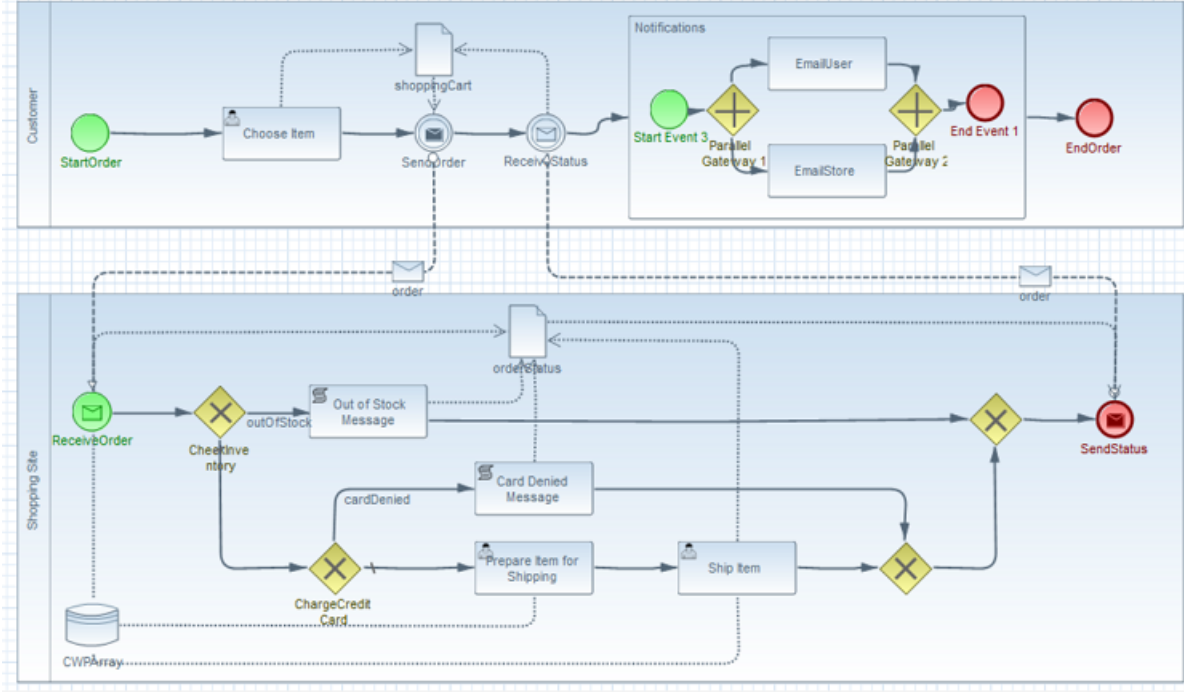 Customer
Notifications
shoppingCart
EmailUser
Choose Item
StartOrder
SendOrder
ReceiveStatus
Start Event 3
Parallel
Gateway 1
Parallel
Gateway 2
End Event 1
EndOrder
EmailStore
order
order
Shopping Site
orderStatus
ReceiveOrder
CheckInve
ntory
outOfStock
Out of Stock
Message
SendStatus
cardDenied
Card Denied
Message
ChargeCredit
Card
Prepare Item for
Shipping
Ship Item
CWPArray